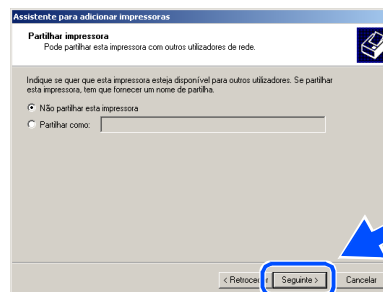 Assistente para adicionar impressoras
Partilhar impressora
Pode partilhar esta impressora com outros utilizadores de rede.
Indique se quer que esta impressora esteja disponível para outros utilizadores. Se partilhar
esta impressora, tem que fornecer um nome de partilha.
Não partilhar esta impressora
Partilhar como:
< Retroceder Seguinte > Cancelar